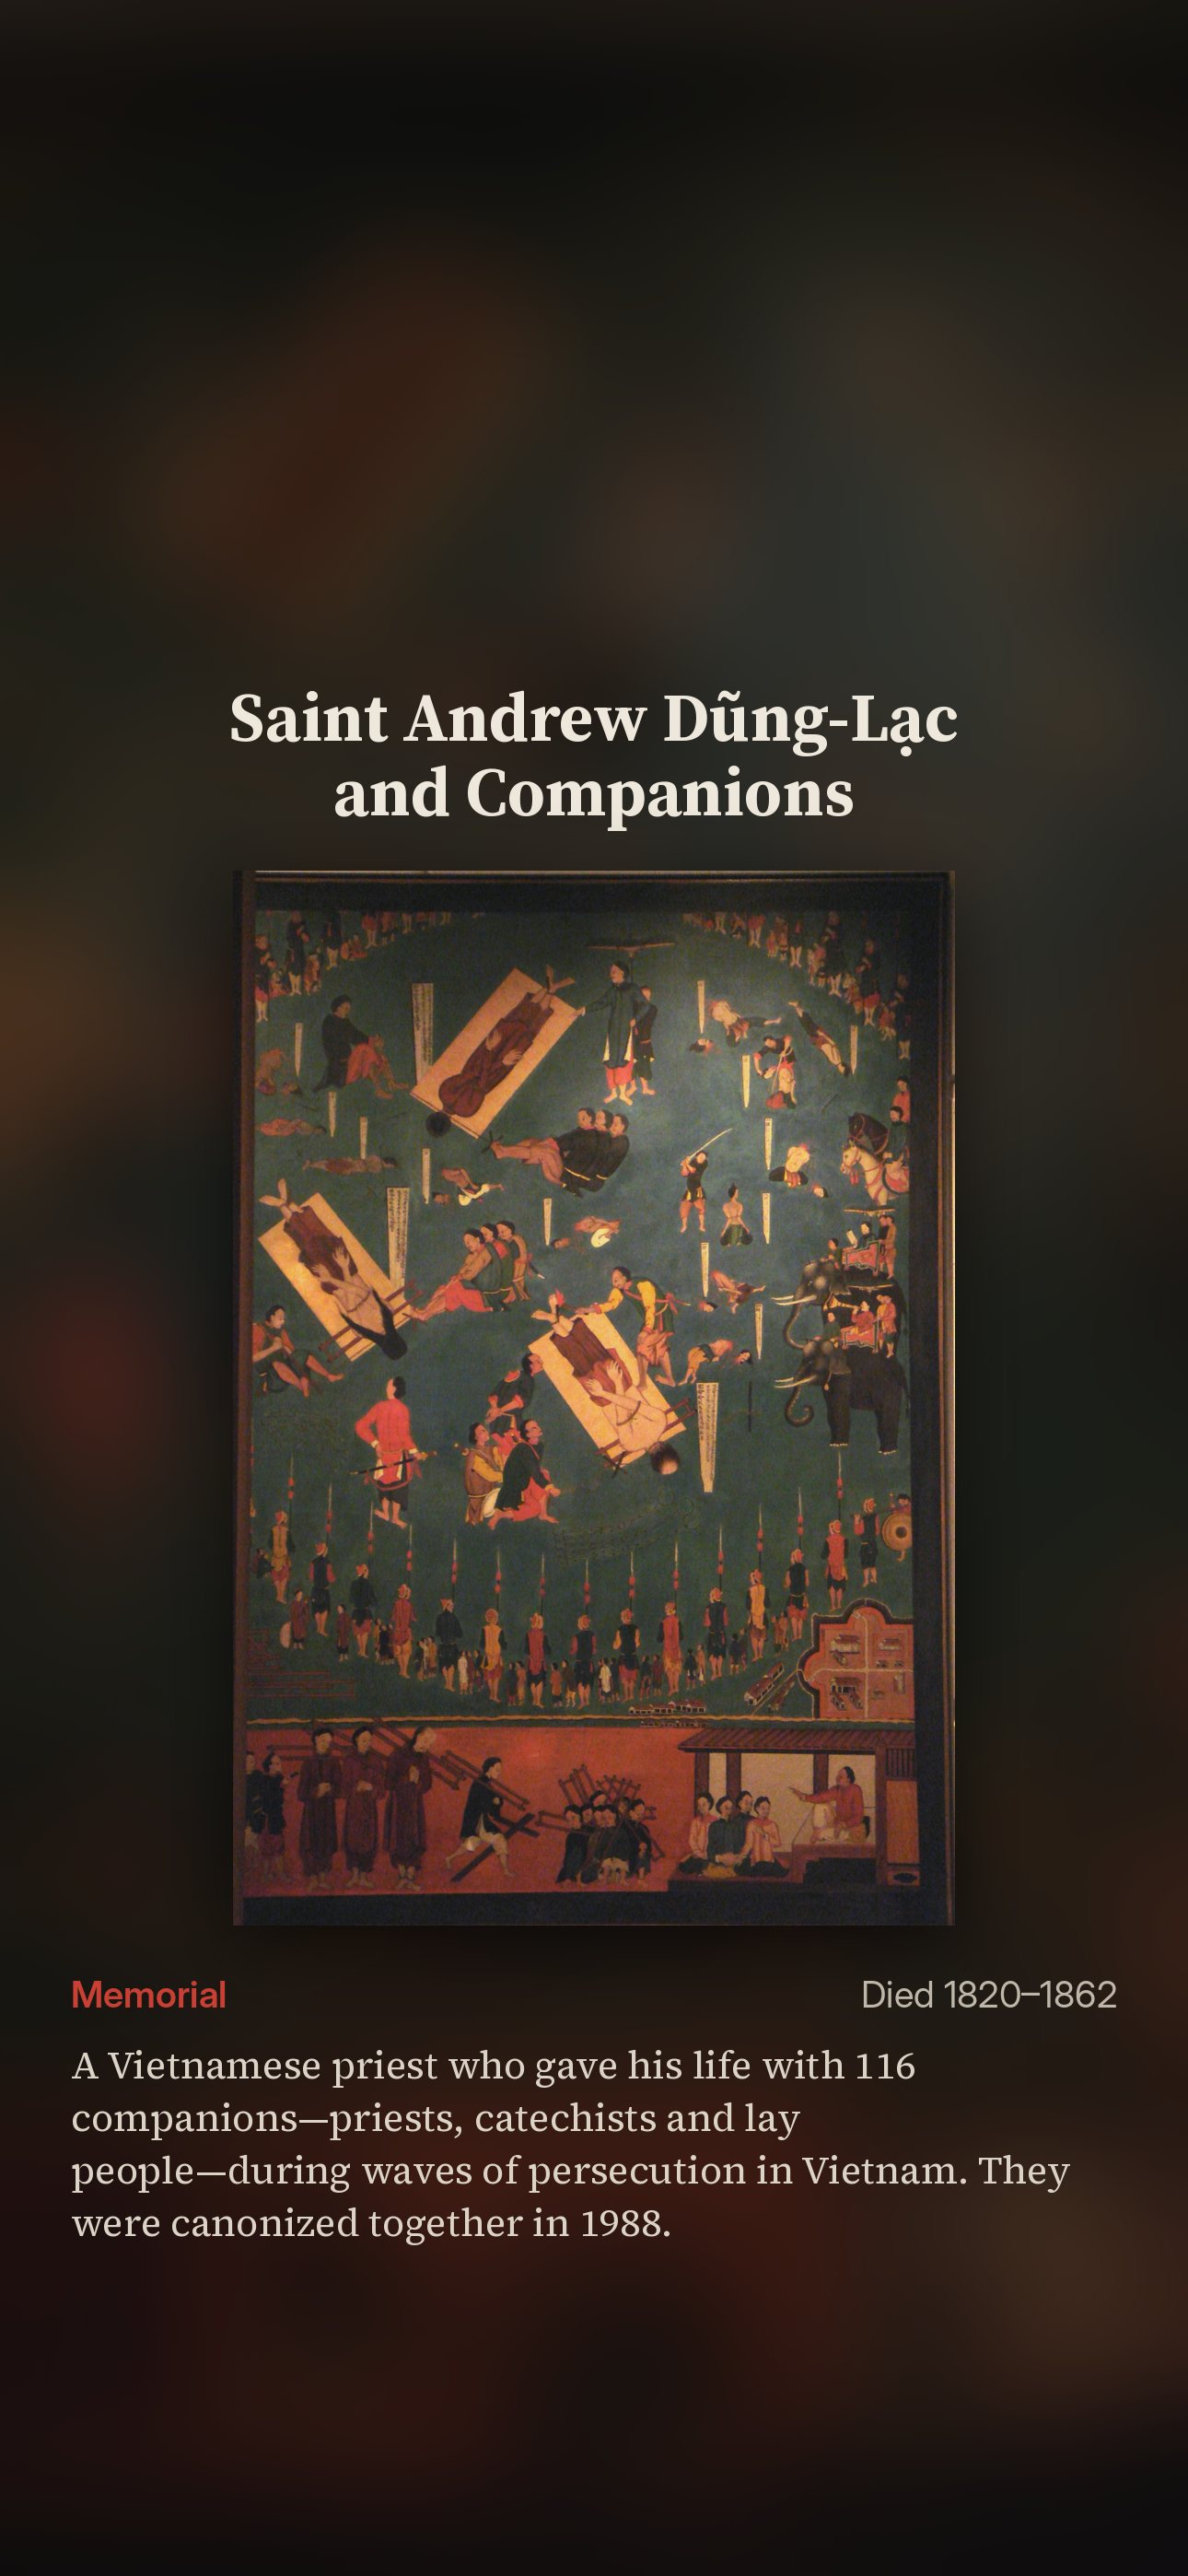 Saint Andrew Dũng-Lạc
and Companions
Memorial
Died 1820–1862
A Vietnamese priest who gave his life with 116
companions—priests, catechists and lay
people—during waves of persecution in Vietnam. They
were canonized together in 1988.